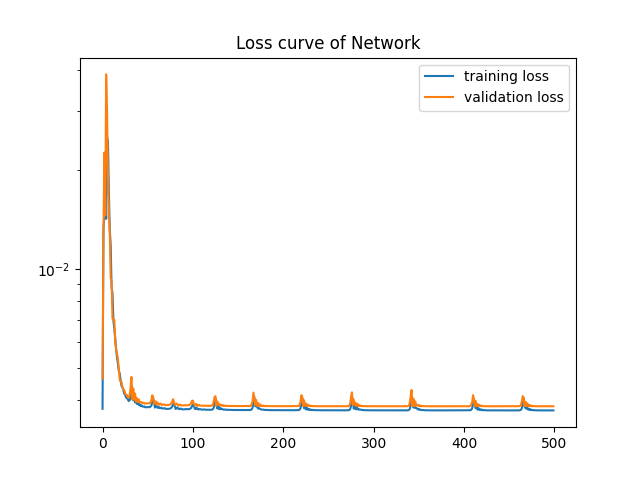 Loss curve of Network
training loss
validation loss
10⁻²
0 100 200 300 400 500